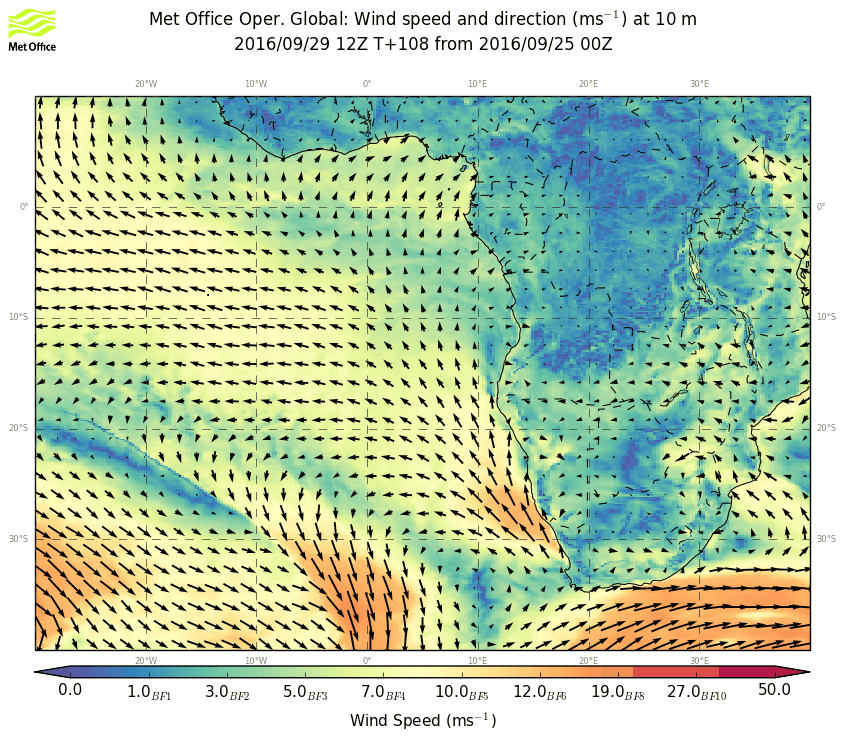 Met Office Oper. Global: Wind speed and direction (ms⁻¹) at 10 m
2016/09/29 12Z T+108 from 2016/09/25 00Z
Met Office
20°W 10°W 0° 10°E 20°E 30°E
0° 0°
10°S 10°S
20°S 20°S
30°S 30°S
20°W 10°W 0° 10°E 20°E 30°E
0.0 1.0BF1 3.0BF2 5.0BF3 7.0BF4 10.0BF5 12.0BF6 19.0BF8 27.0BF10 50.0
Wind Speed (ms⁻¹)